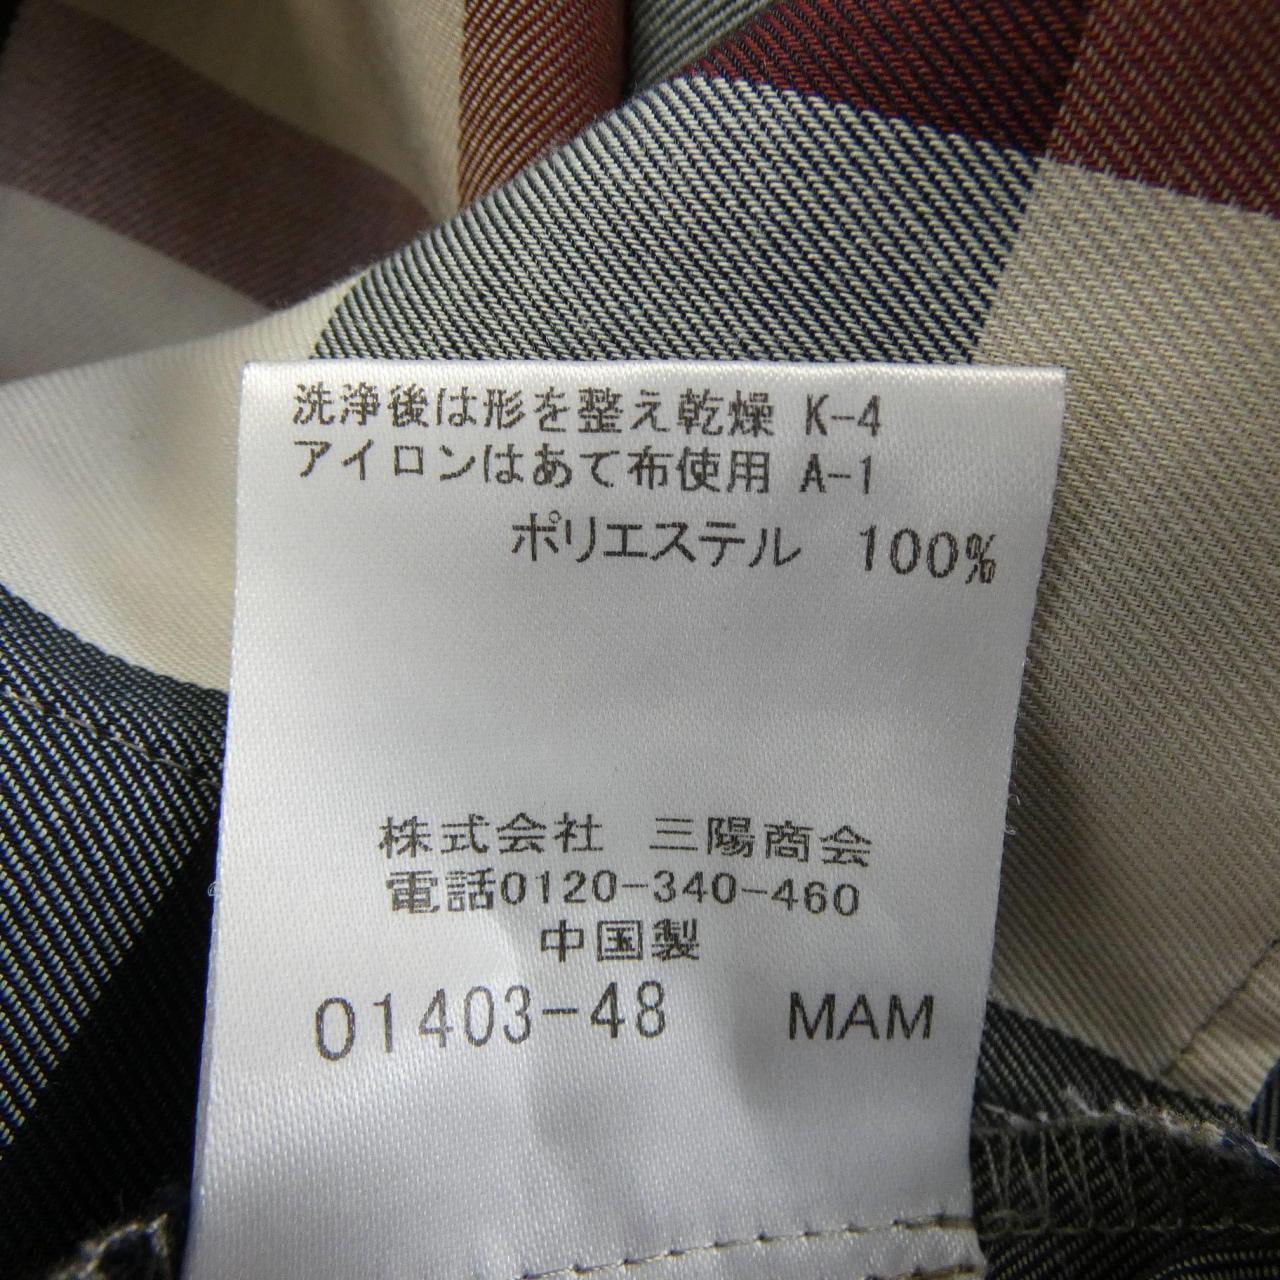 洗浄後は形を整え乾燥 K-4
アイロンはあて布使用 A-1
ポリエステル 100%
株式会社 三陽商会
電話0120-340-460
中国製
01403-48 MAM